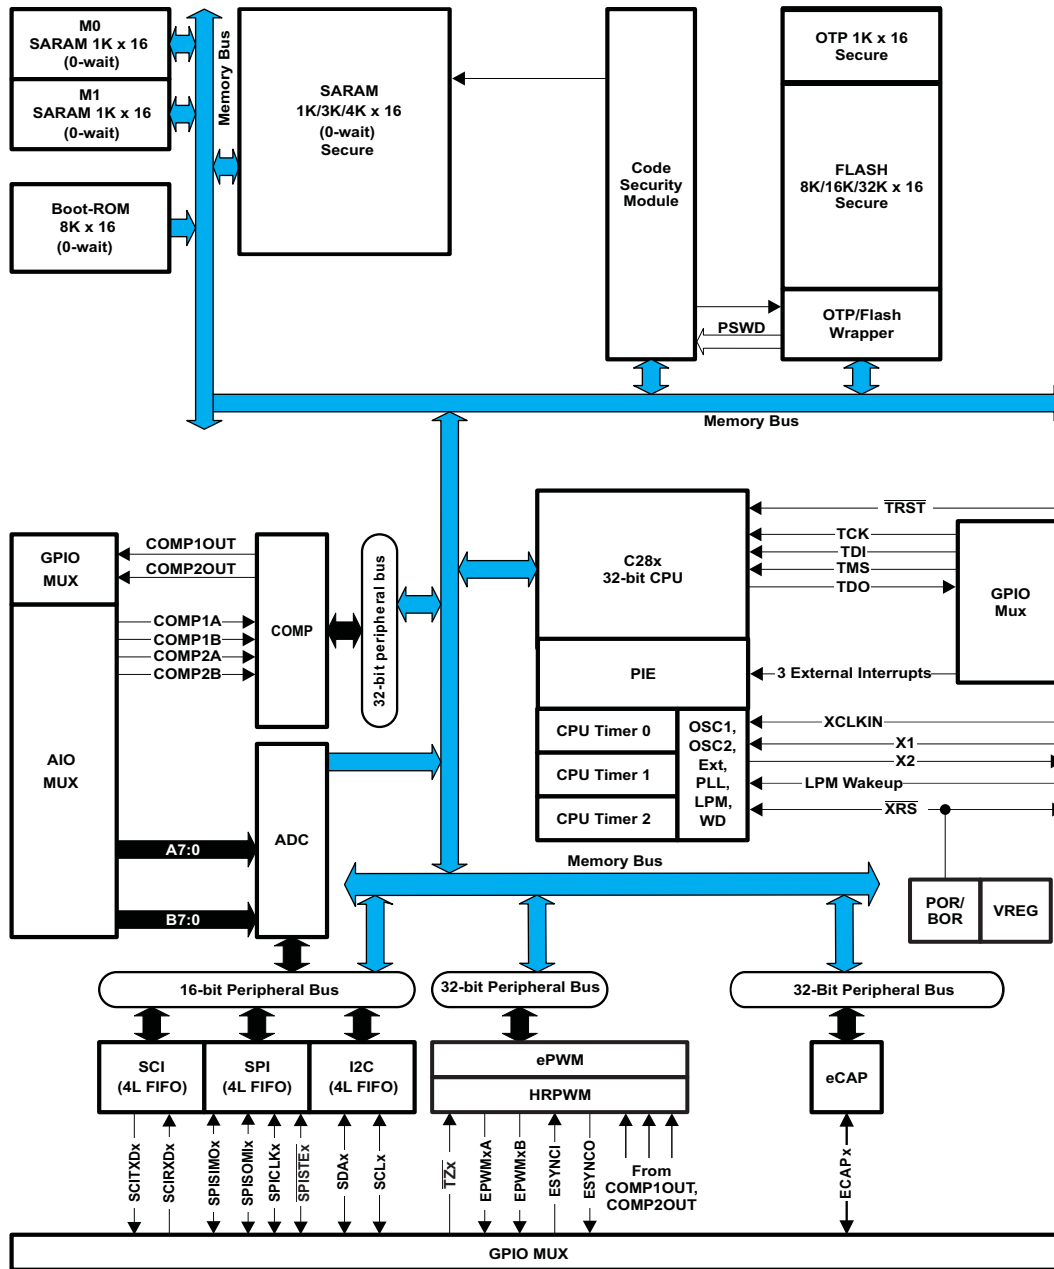 M0
SARAM 1K x 16
(0-wait)
M1
SARAM 1K x 16
(0-wait)
Boot-ROM
8K x 16
(0-wait)
Memory Bus
SARAM
1K/3K/4K x 16
(0-wait)
Secure
Code
Security
Module
OTP 1K x 16
Secure
FLASH
8K/16K/32K x 16
Secure
OTP/Flash
Wrapper
PSWD
Memory Bus
GPIO
MUX
COMP1OUT
COMP2OUT
COMP1A
COMP1B
COMP2A
COMP2B
COMP
32-bit peripheral bus
AIO
MUX
A7:0
B7:0
ADC
C28x
32-bit CPU
PIE
CPU Timer 0
CPU Timer 1
CPU Timer 2
OSC1,
OSC2,
Ext,
PLL,
LPM,
WD
TRST
TCK
TDI
TMS
TDO
GPIO
Mux
3 External Interrupts
XCLKIN
X1
X2
LPM Wakeup
XRS
POR/
BOR
VREG
Memory Bus
16-bit Peripheral Bus
32-bit Peripheral Bus
32-Bit Peripheral Bus
SCI
(4L FIFO)
SPI
(4L FIFO)
I2C
(4L FIFO)
ePWM
HRPWM
eCAP
SCITXDx
SCIRXDx
SPISIMOx
SPISOMIx
SPICLKx
SPISTEx
SDAx
SCLx
TZx
EPWMxA
EPWMxB
ESYNCI
ESYNCO
From
COMP1OUT,
COMP2OUT
ECAPx
GPIO MUX